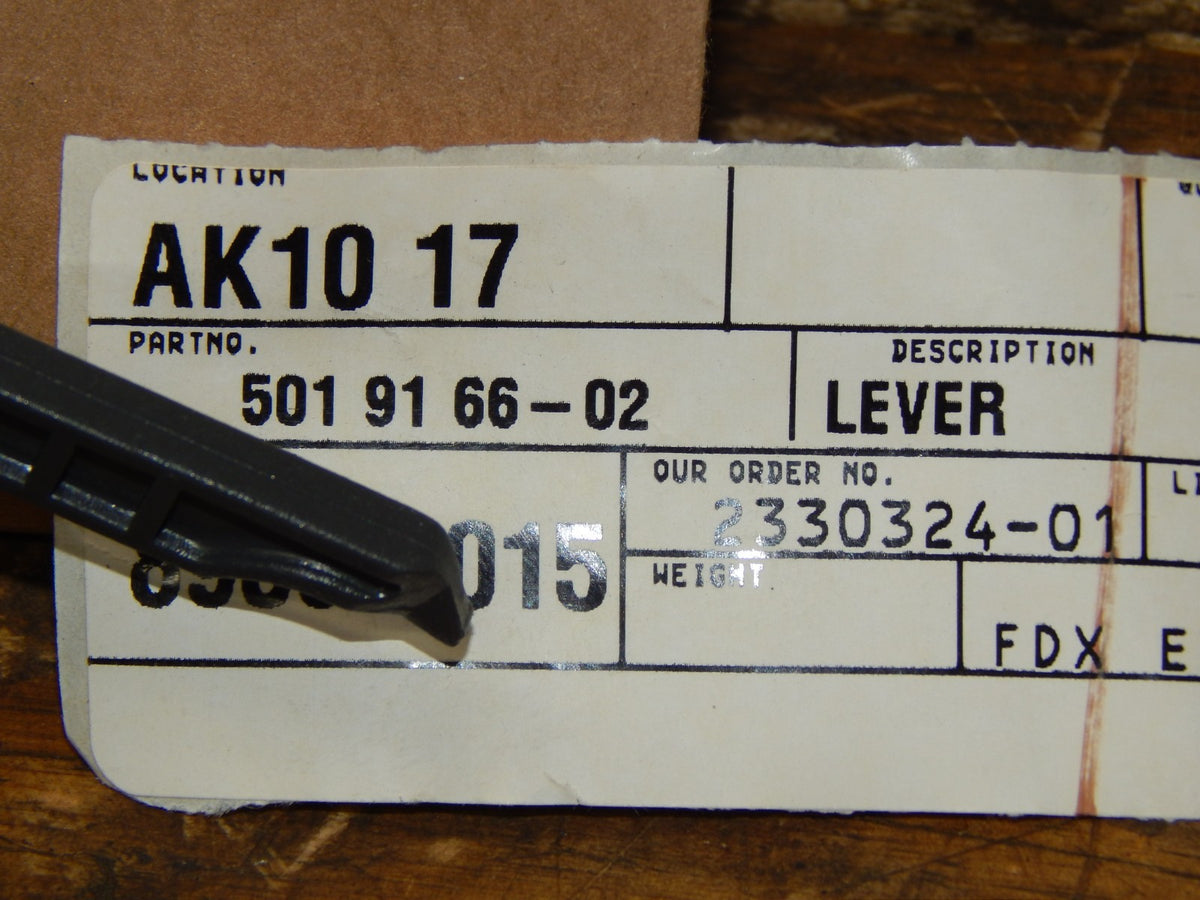 LOCATION
AK10 17
PARTNO.
501 91 66-02
DESCRIPTION
LEVER
015
OUR ORDER NO.
2330324-01
WEIGHT
FDX E